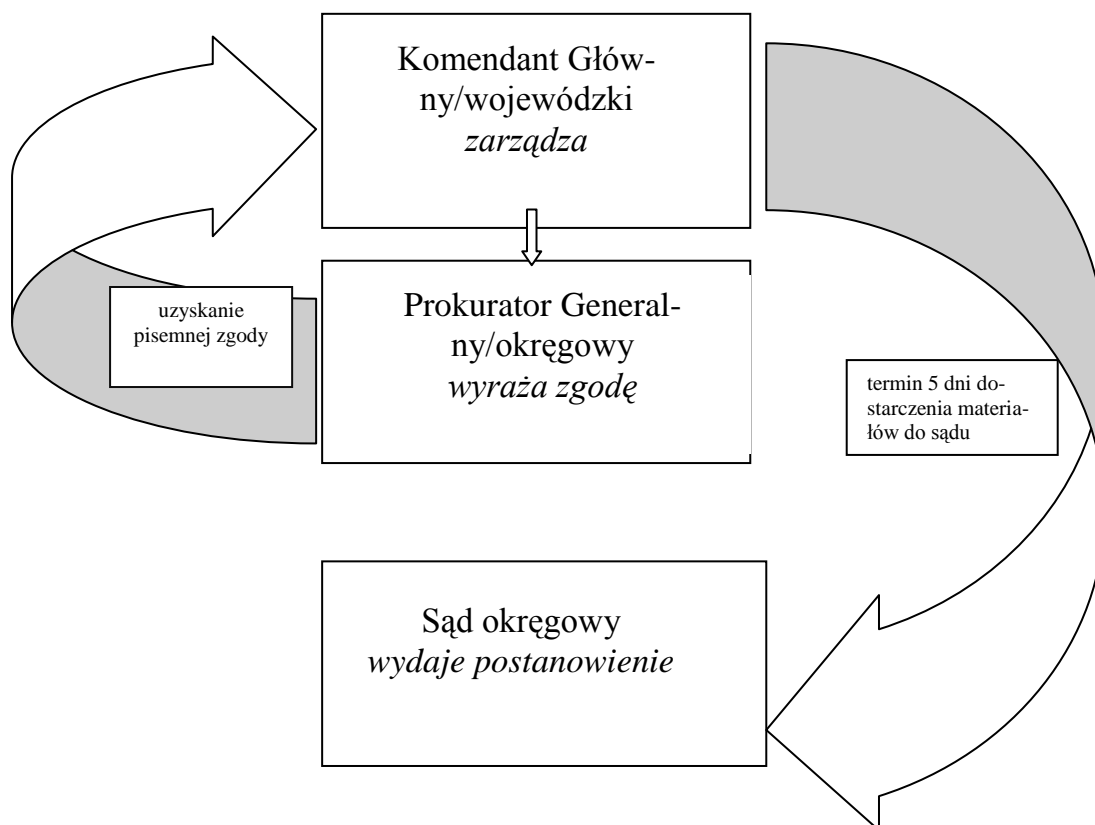 Komendant Głów-
ny/wojewódzki
zarządza
uzyskanie
pisemnej zgody
Prokurator General-
ny/okręgowy
wyraża zgodę
termin 5 dni do-
starczenia materia-
łów do sądu
Sąd okręgowy
wydaje postanowienie